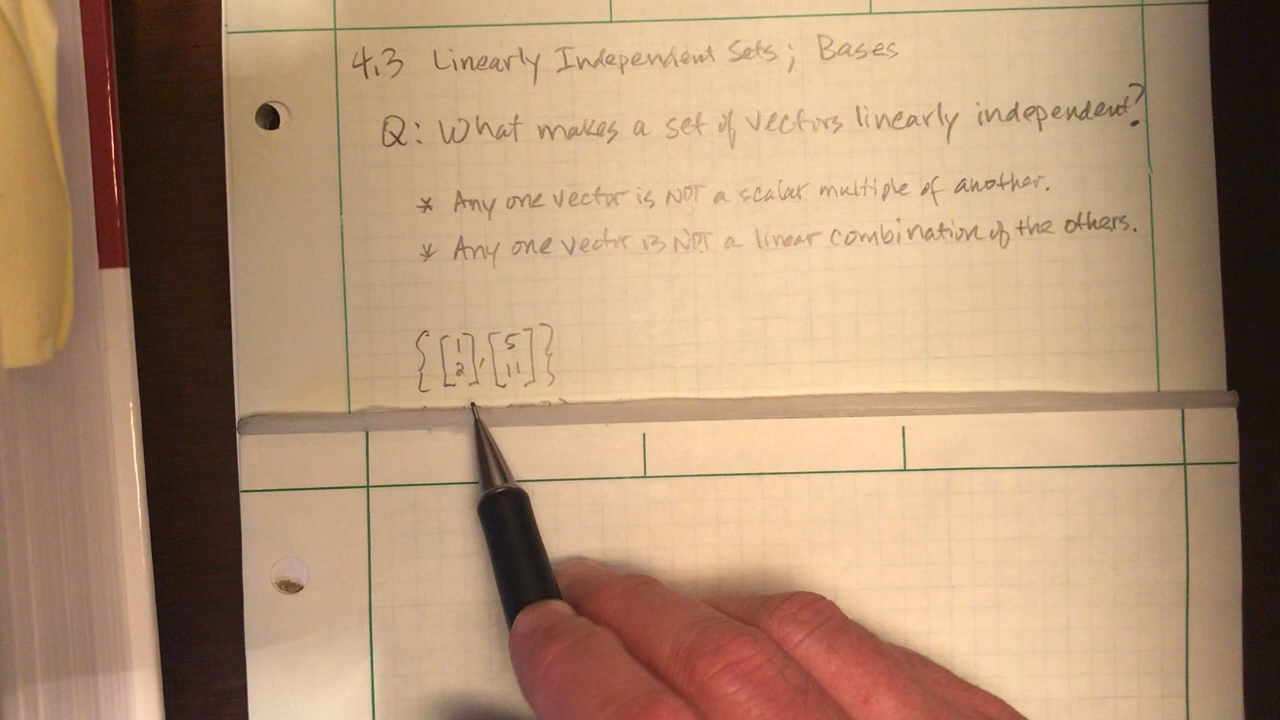 4.3 Linearly Independent Sets; Bases
Q: What makes a set of vectors linearly independent?
* Any one vector is NOT a scalar multiple of another.
* Any one vector is NOT a linear combination of the others.
{[1 2], [5 11]}